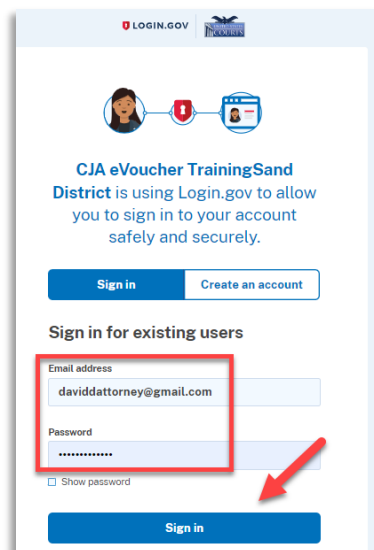 LOGIN.GOV
COURTS
CJA eVoucher TrainingSand
District is using Login.gov to allow
you to sign in to your account
safely and securely.
Sign in
Create an account
Sign in for existing users
Email address
daviddattorney@gmail.com
Password
•••••••••••••
Show password
Sign in